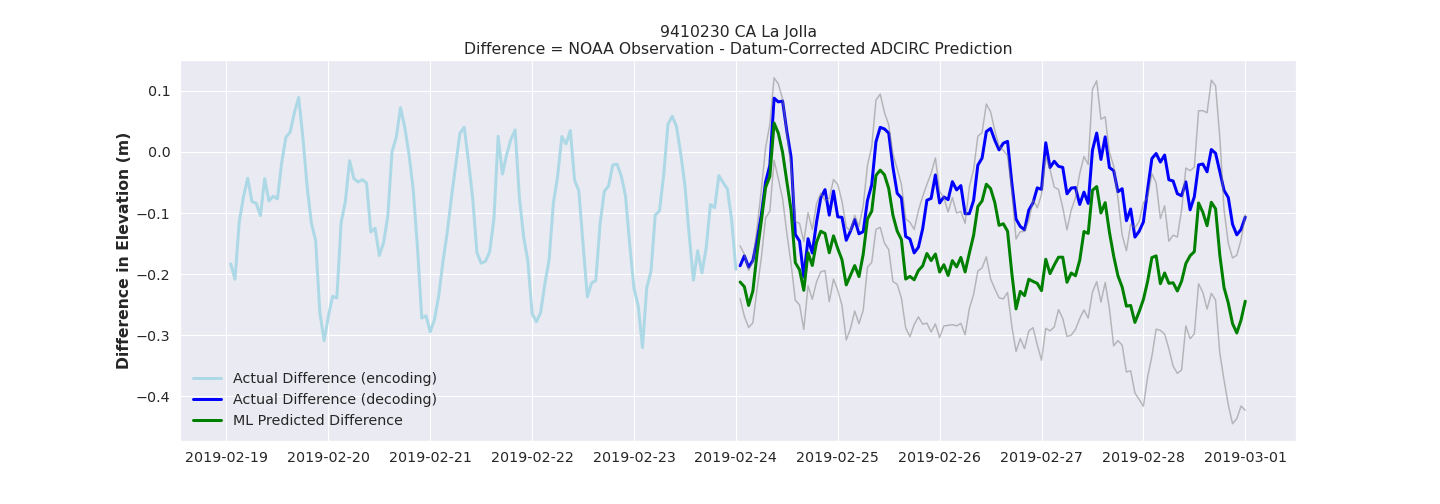 9410230 CA La Jolla
Difference = NOAA Observation - Datum-Corrected ADCIRC Prediction
Difference in Elevation (m)
0.1
0.0
−0.1
−0.2
−0.3
−0.4
Actual Difference (encoding)
Actual Difference (decoding)
ML Predicted Difference
2019-02-19 2019-02-20 2019-02-21 2019-02-22 2019-02-23 2019-02-24 2019-02-25 2019-02-26 2019-02-27 2019-02-28 2019-03-01